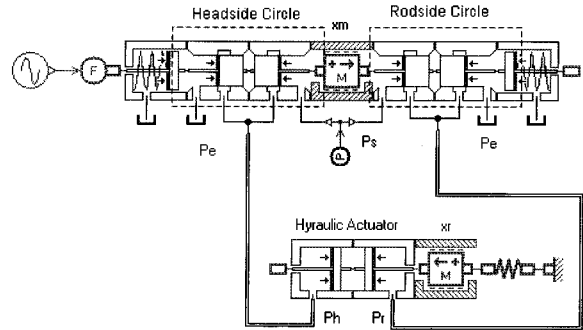 Headside Circle
xm
Rodside Circle
F
M
Pe
Ps
Pe
P
Hyraulic Actuator
xr
M
Ph
Pr